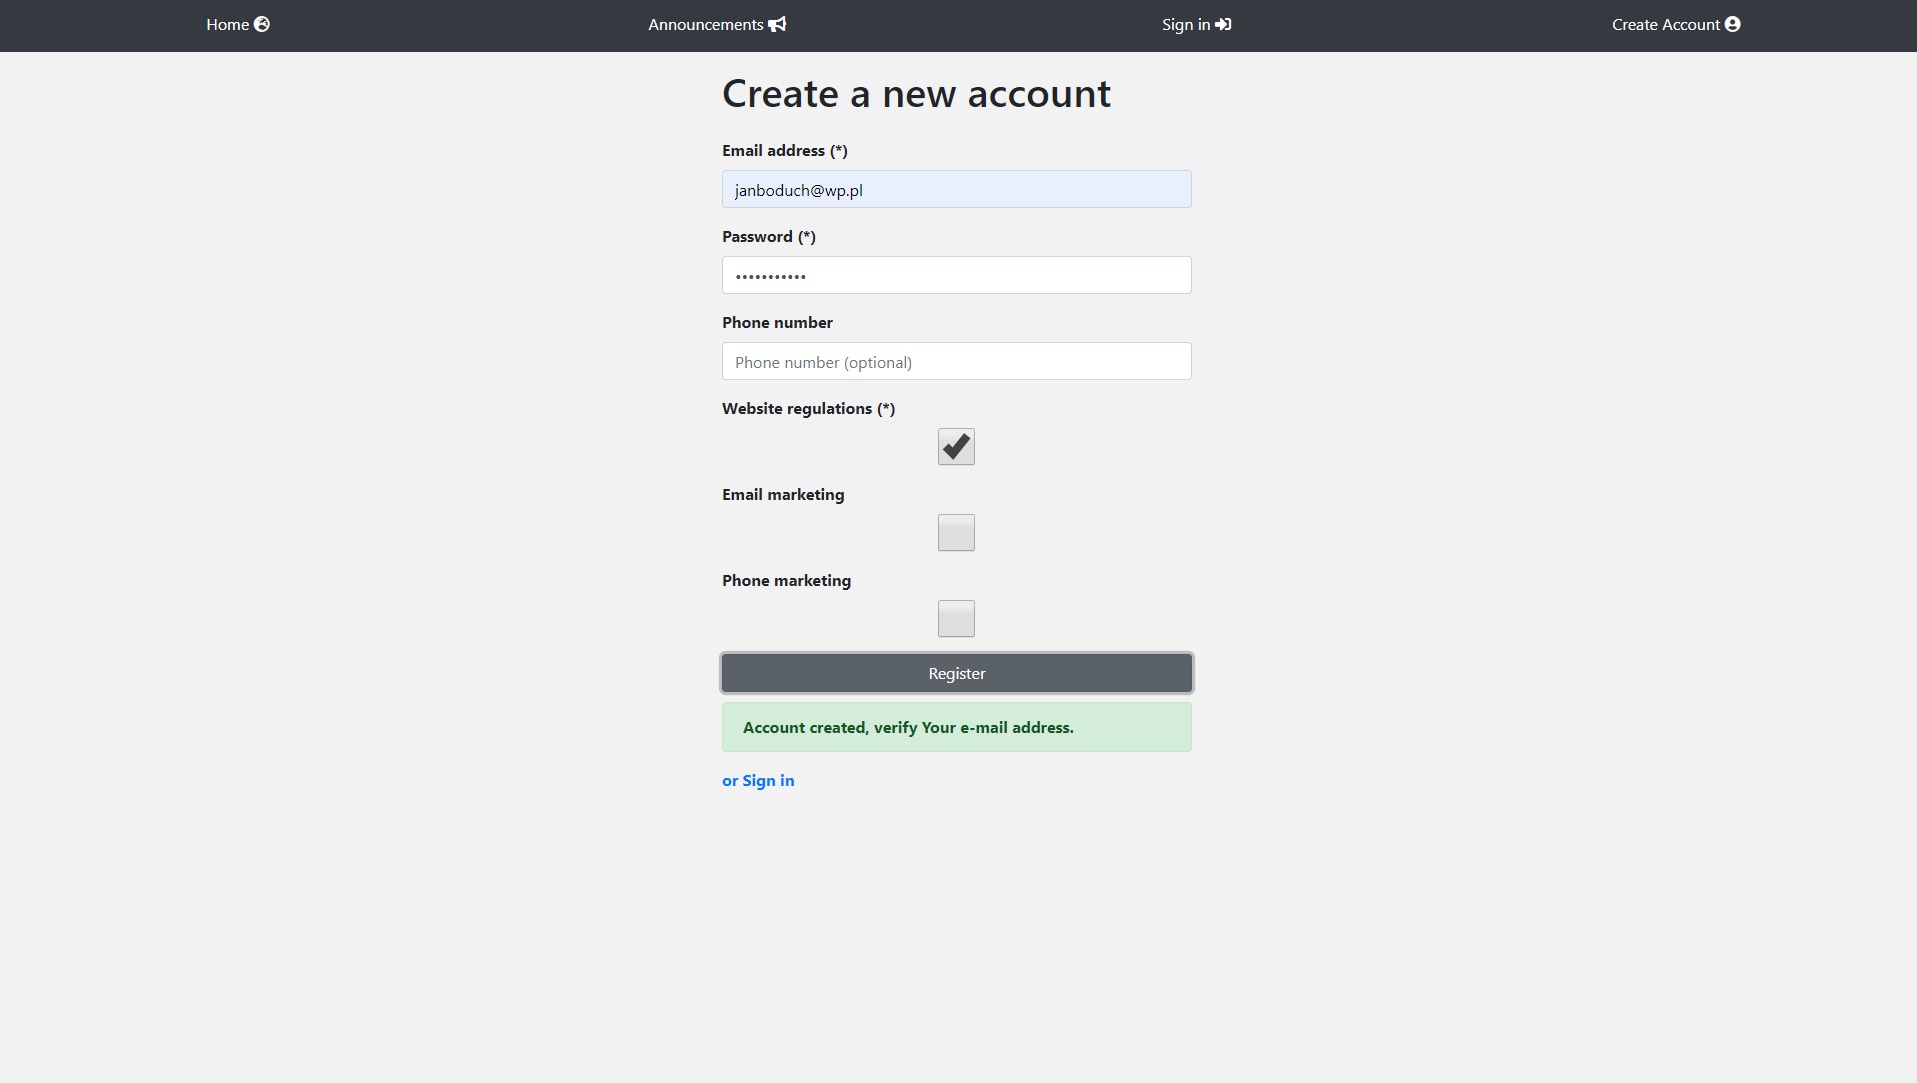 Home
Announcements
Sign in
Create Account
Create a new account
Email address (*)
janboduch@wp.pl
Password (*)
•••••••••••
Phone number
Phone number (optional)
Website regulations (*)
Email marketing
Phone marketing
Register
Account created, verify Your e-mail address.
or Sign in